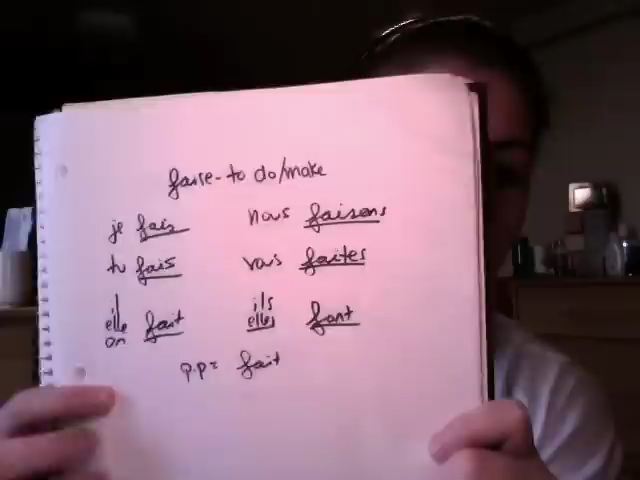 faire - to do/make
je fais nous faisons
tu fais vous faites
il
elle
on fait
ils
elles font
p.p = fait